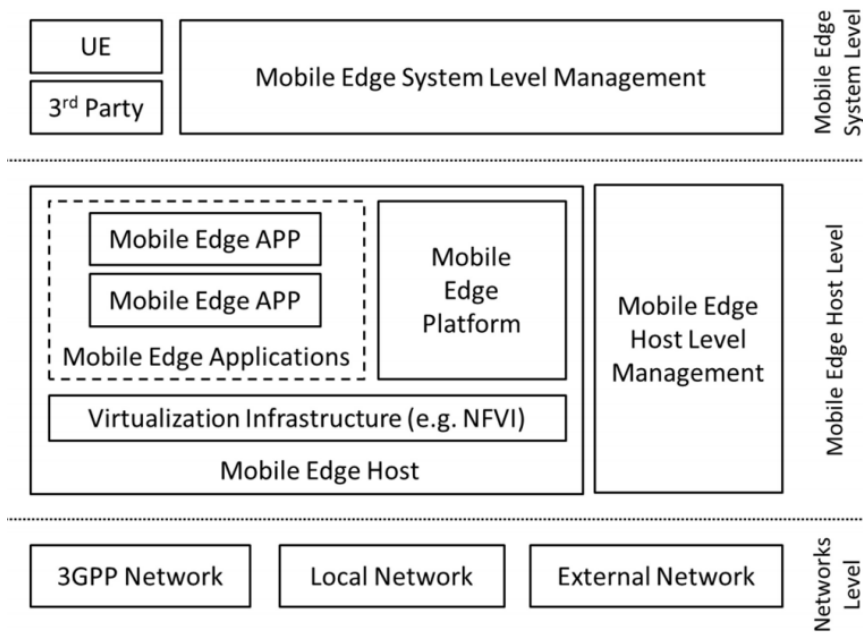 UE
3rd Party
Mobile Edge System Level Management
Mobile Edge
System Level
Mobile Edge APP
Mobile Edge APP
Mobile Edge Applications
Mobile
Edge
Platform
Virtualization Infrastructure (e.g. NFVI)
Mobile Edge Host
Mobile Edge
Host Level
Management
Mobile Edge Host Level
3GPP Network
Local Network
External Network
Networks
Level